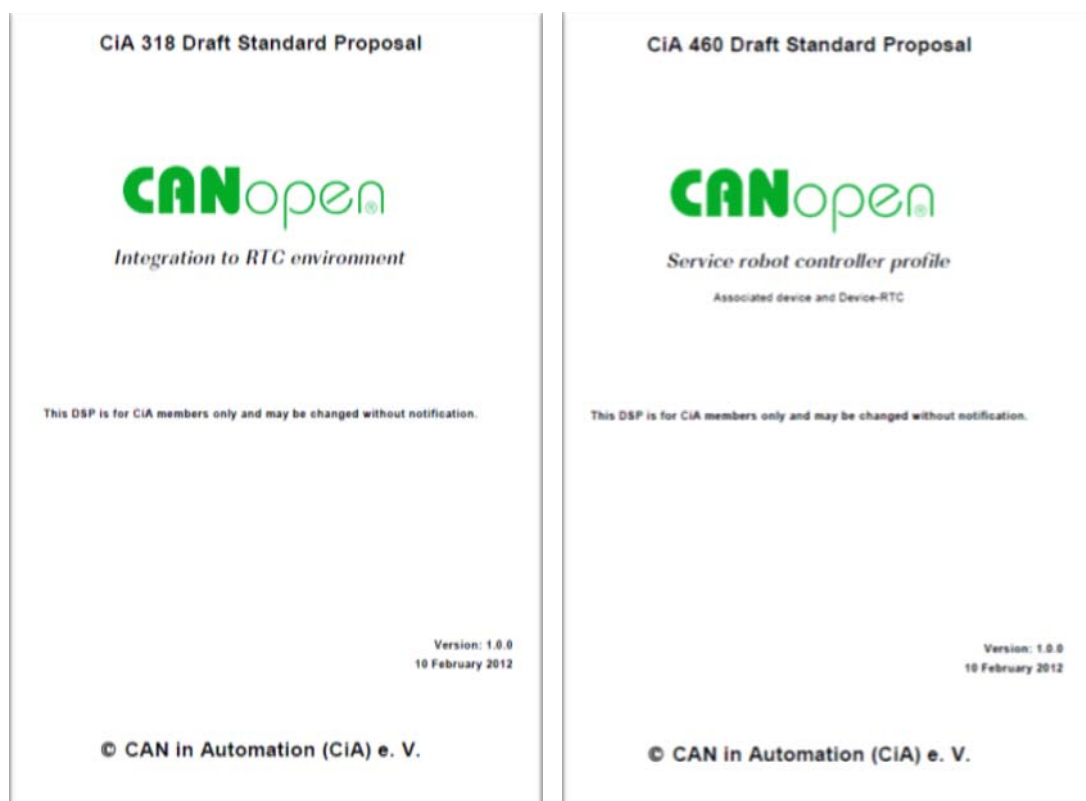 CiA 318 Draft Standard Proposal
CANopen®
Integration to RTC environment
This DSP is for CiA members only and may be changed without notification.
Version: 1.0.0
10 February 2012
© CAN in Automation (CiA) e. V.
CiA 460 Draft Standard Proposal
CANopen®
Service robot controller profile
Associated device and Device-RTC
This DSP is for CiA members only and may be changed without notification.
Version: 1.0.0
10 February 2012
© CAN in Automation (CiA) e. V.